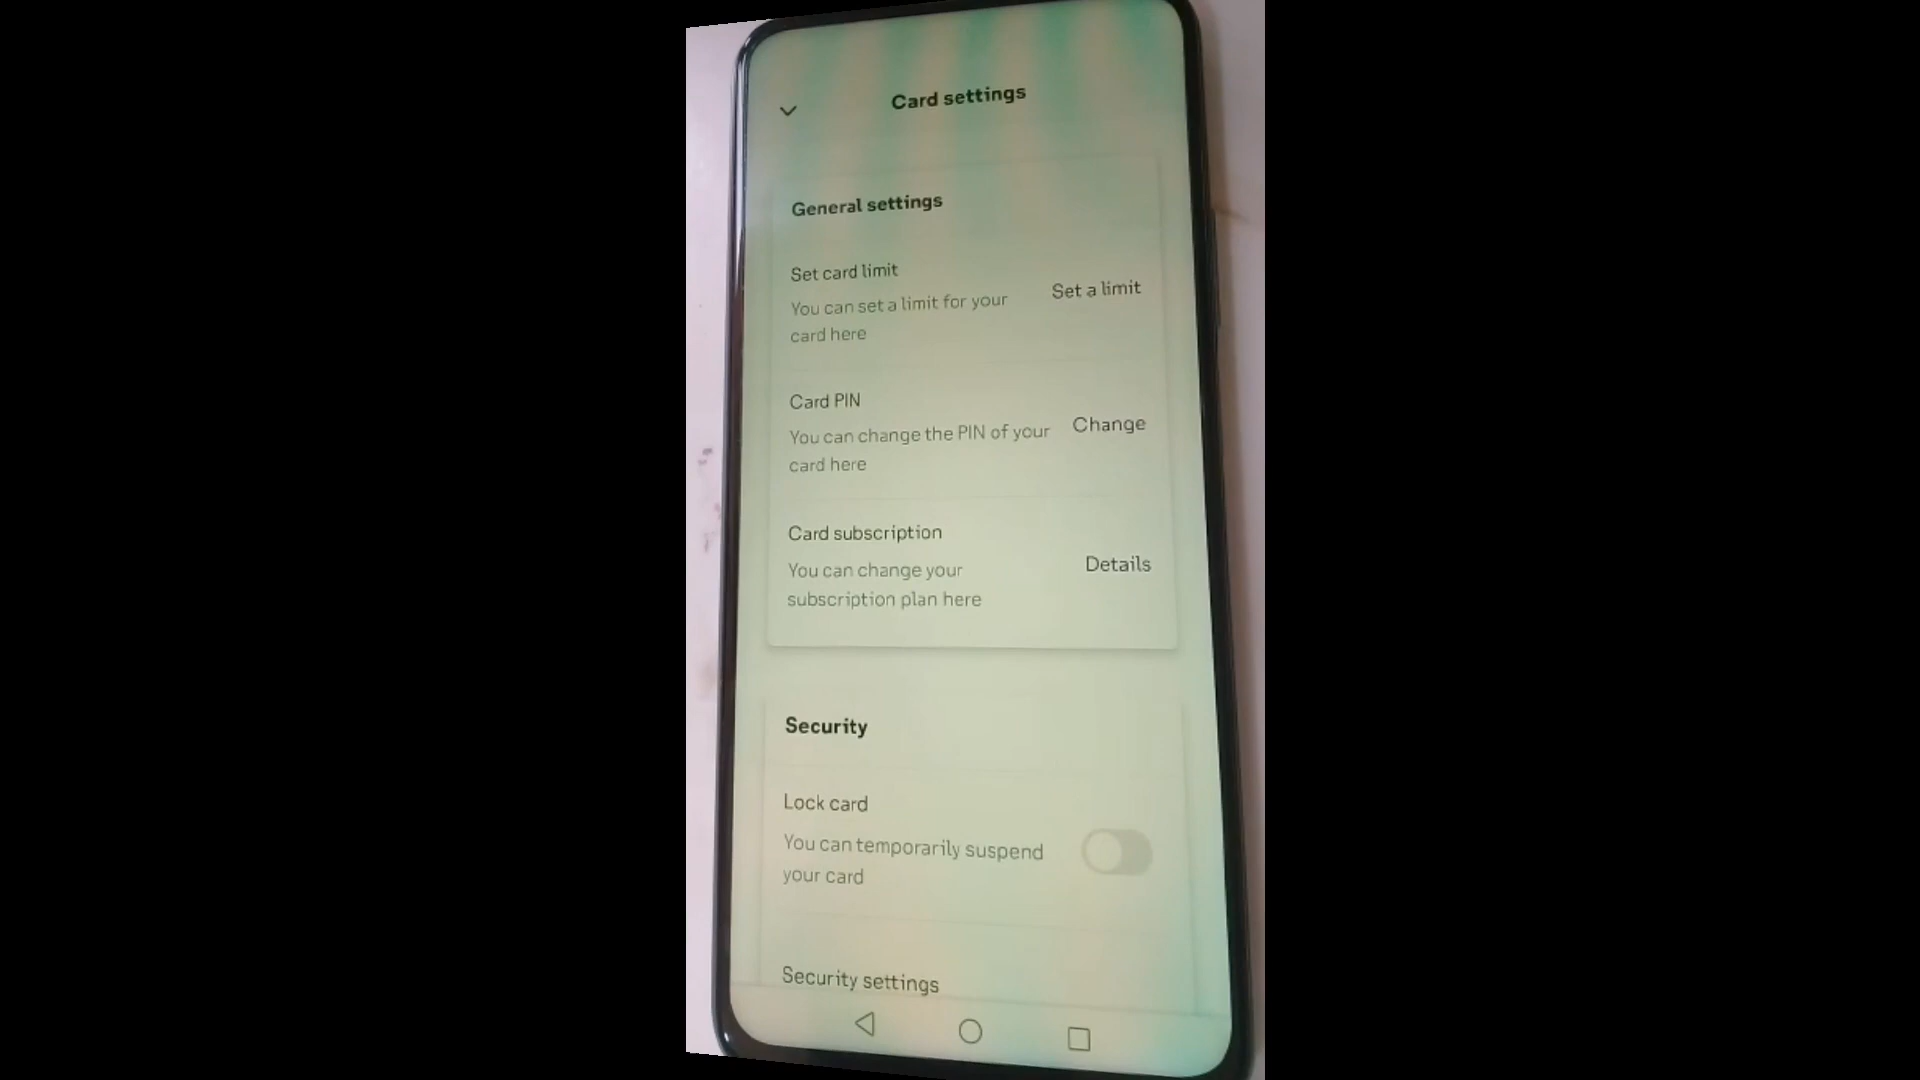 Card settings
General settings
Set card limit
You can set a limit for your
card here
Set a limit
Card PIN
You can change the PIN of your
card here
Change
Card subscription
You can change your
subscription plan here
Details
Security
Lock card
You can temporarily suspend
your card
Security settings